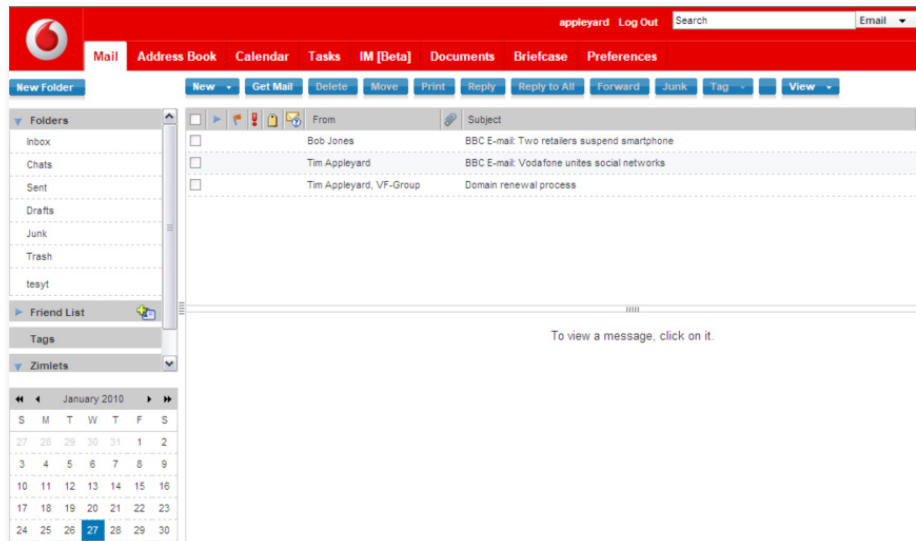 appleyard Log Out Search Email
Mail Address Book Calendar Tasks IM [Beta] Documents Briefcase Preferences
New Folder New Get Mail Delete Move Print Reply Reply to All Forward Junk Tag View
Folders From Subject
Inbox Bob Jones BBC E-mail: Two retailers suspend smartphone
Chats Tim Appleyard BBC E-mail: Vodafone unites social networks
Sent Tim Appleyard, VF-Group Domain renewal process
Drafts
Junk
Trash
tesyt
Friend List
Tags
To view a message, click on it.
Zimlets
January 2010
S M T W T F S
27 28 29 30 31 1 2
3 4 5 6 7 8 9
10 11 12 13 14 15 16
17 18 19 20 21 22 23
24 25 26 27 28 29 30